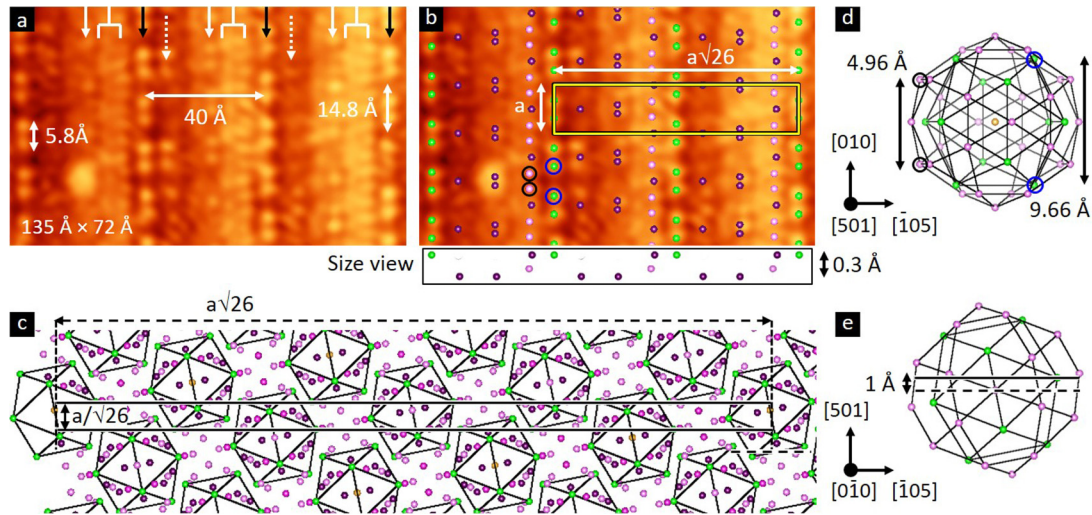 a
40 Å
5.8Å
14.8 Å
135 Å × 72 Å
b
a√26
a
Size view
0.3 Å
d
4.96 Å
[010]
[501] [1̄05]
9.66 Å
c
a√26
a/√26
e
1 Å
[501]
[01̄0] [1̄05]